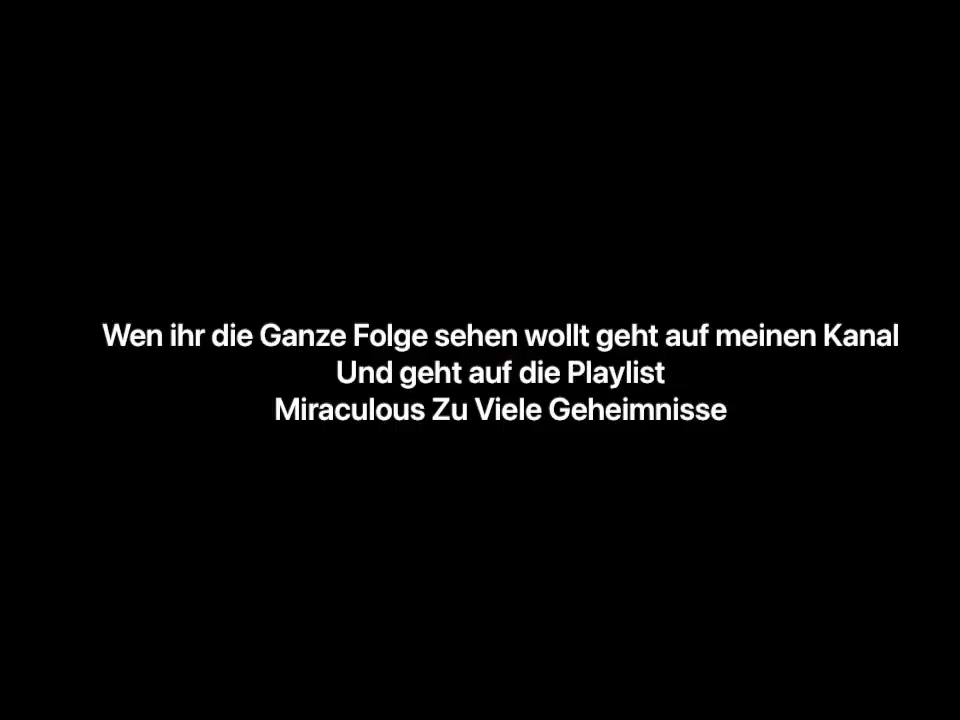 Wen ihr die Ganze Folge sehen wollt geht auf meinen Kanal
Und geht auf die Playlist
Miraculous Zu Viele Geheimnisse